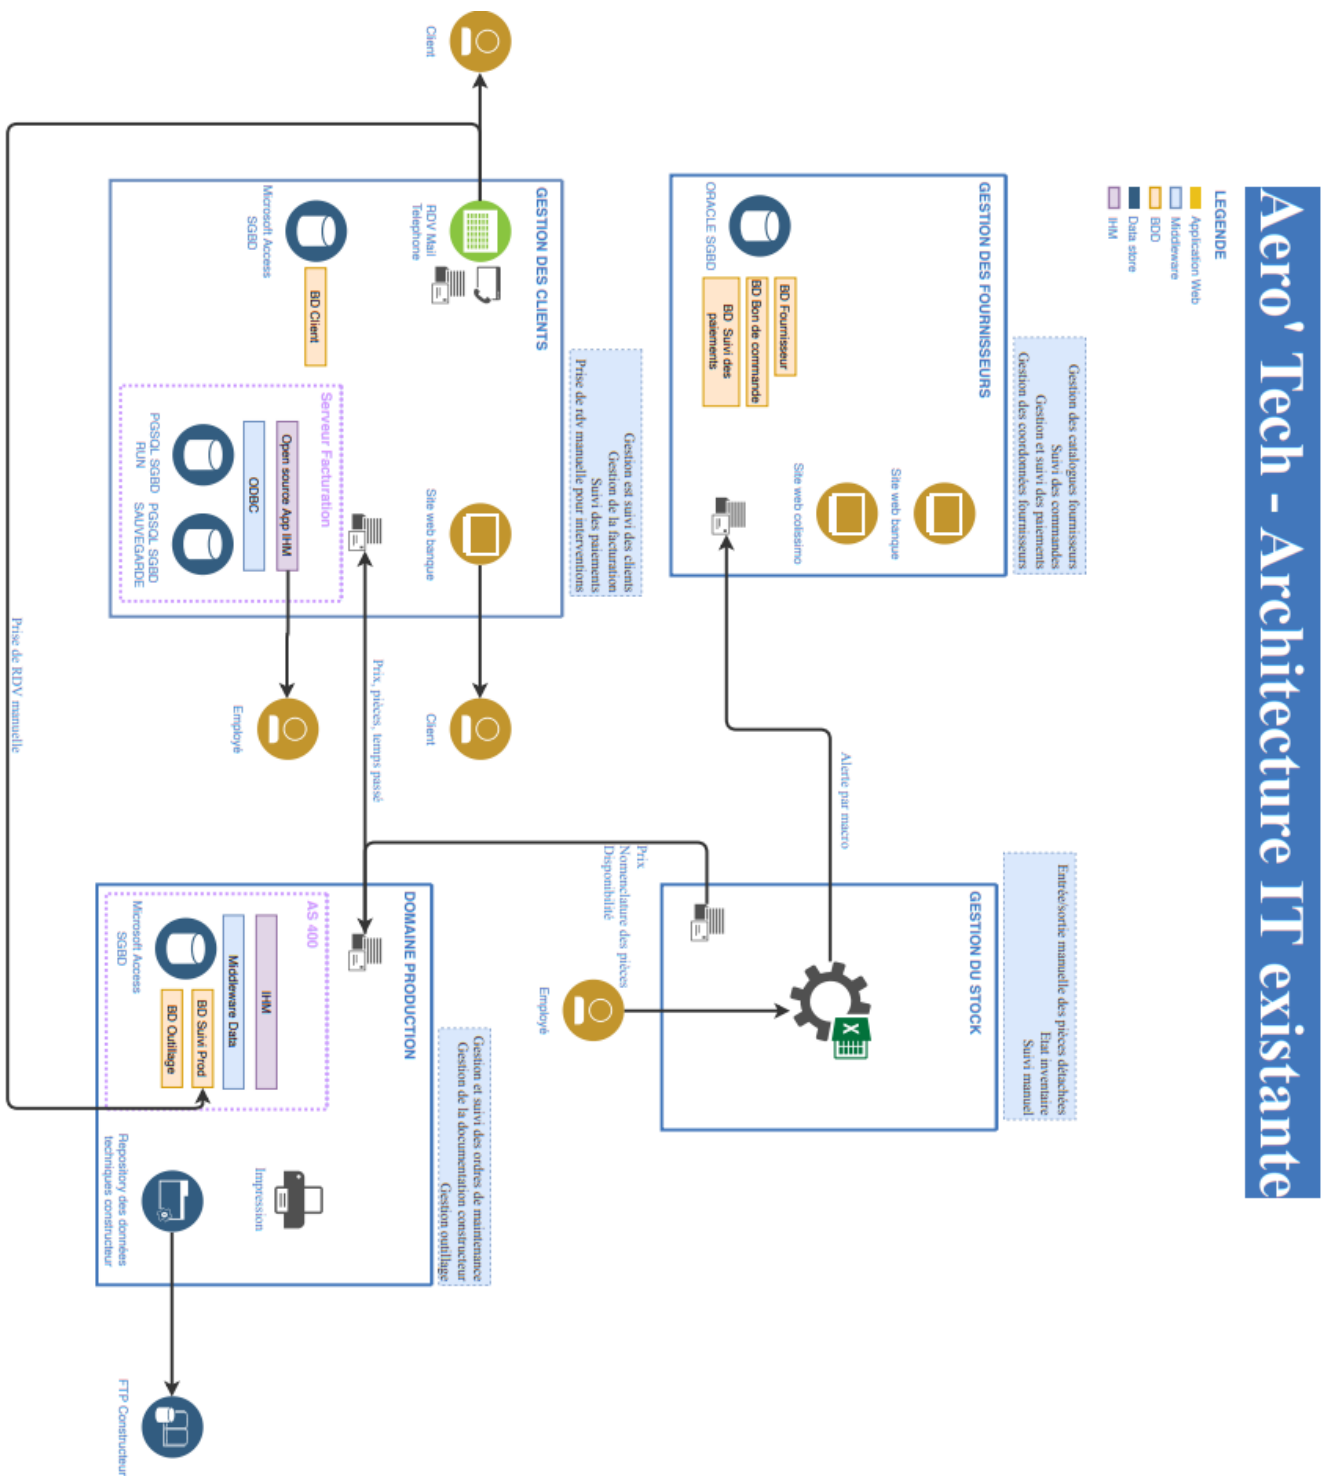 Aero' Tech - Architecture IT existante
LEGENDE
Application Web
Middleware
BDD
Data store
IHM
Gestion des catalogues fournisseurs
Suivi des commandes
Gestion et suivi des paiements
Gestion des coordonnées fournisseurs
GESTION DES FOURNISSEURS
ORACLE SGBD
BD Fournisseur
BD Bon de commande
BD Suivi des
paiements
Site web banque
Site web colissimo
Alerte par macro
Entrée/sortie manuelle des pièces détachées
Etat inventaire
Suivi manuel
GESTION DU STOCK
Prix
Nomenclature des pièces
Disponibilité
Employé
Gestion est suivi des clients
Gestion de la facturation
Suivi des paiements
Prise de rdv manuelle pour interventions
GESTION DES CLIENTS
Client
RDV Mail
Telephone
Site web banque
Client
Microsoft Access
SGBD
BD Client
Serveur Facturation
Open source App IHM
ODBC
PGSQL SGBD
RUN
PGSQL SGBD
SAUVEGARDE
Employé
Prix, pièces, temps passé
Prise de RDV manuelle
Gestion et suivi des ordres de maintenance
Gestion de la documentation constructeur
Gestion outillage
DOMAINE PRODUCTION
AS 400
IHM
Middleware Data
Microsoft Access
SGBD
BD Suivi Prod
BD Outillage
Impression
Repository des données
techniques constructeur
FTP Constructeur